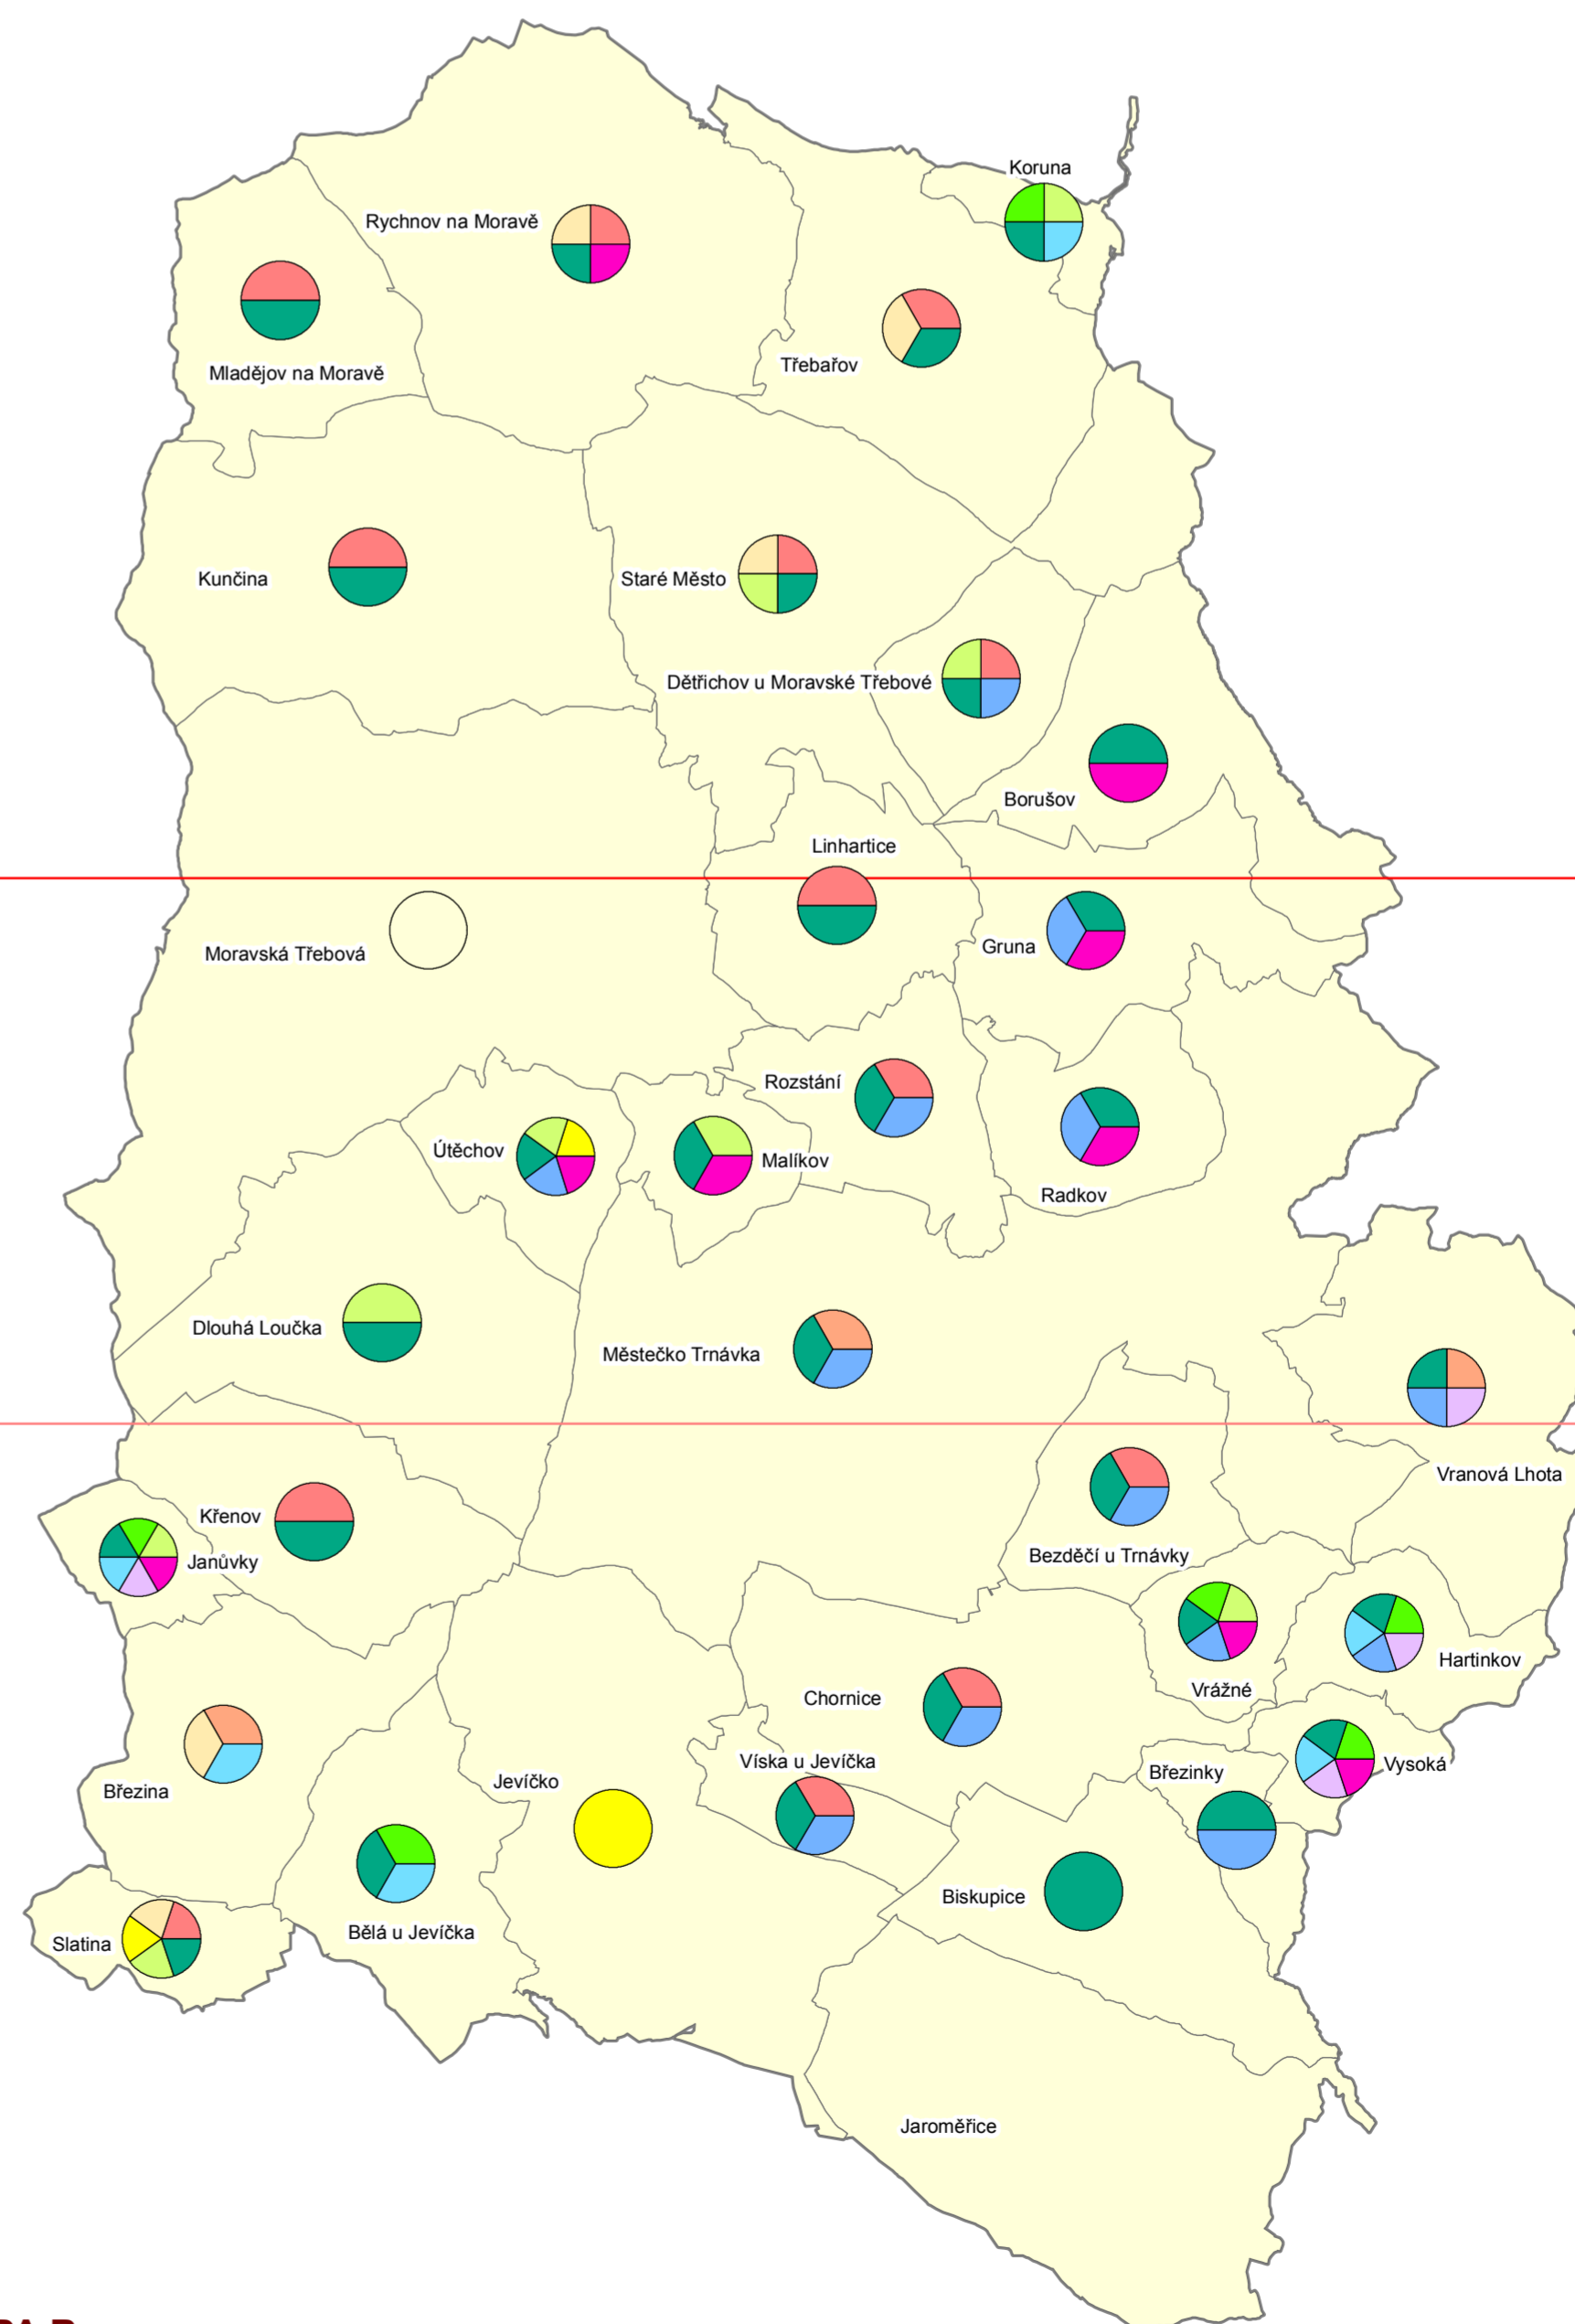 Koruna
Rychnov na Moravě
Třebařov
Mladějov na Moravě
Kunčina
Staré Město
Dětřichov u Moravské Třebové
Borušov
Linhartice
Gruna
Moravská Třebová
Rozstání
Útěchov
Malíkov
Radkov
Dlouhá Loučka
Městečko Trnávka
Vranová Lhota
Křenov
Bezděčí u Trnávky
Janůvky
Hartinkov
Vrážné
Chornice
Víska u Jevíčka
Vysoká
Březinky
Jevíčko
Březina
Biskupice
Bělá u Jevíčka
Slatina
Jaroměřice